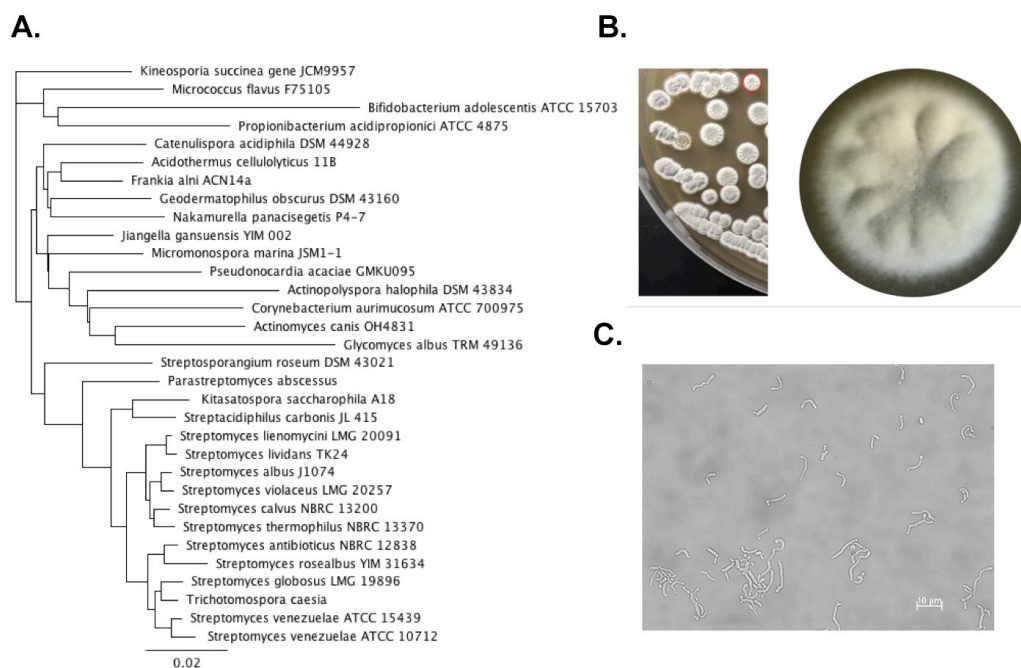 A.
B.
Kineosporia succinea gene JCM9957
Micrococcus flavus F75105
Bifidobacterium adolescentis ATCC 15703
Propionibacterium acidipropionici ATCC 4875
Catenulispora acidiphila DSM 44928
Acidothermus cellulolyticus 11B
Frankia alni ACN14a
Geodermatophilus obscurus DSM 43160
Nakamurella panacisegetis P4-7
Jiangella gansuensis YIM 002
Micromonospora marina JSM1-1
Pseudonocardia acaciae GMKU095
Actinopolyspora halophila DSM 43834
Corynebacterium aurimucosum ATCC 700975
Actinomyces canis OH4831
Glycomyces albus TRM 49136
Streptosporangium roseum DSM 43021
Parastreptomyces abscessus
Kitasatospora saccharophila A18
Streptacidiphilus carbonis JL 415
Streptomyces lienomycini LMG 20091
Streptomyces lividans TK24
Streptomyces albus J1074
Streptomyces violaceus LMG 20257
Streptomyces calvus NBRC 13200
Streptomyces thermophilus NBRC 13370
Streptomyces antibioticus NBRC 12838
Streptomyces rosealbus YIM 31634
Streptomyces globosus LMG 19896
Trichotomospora caesia
Streptomyces venezuelae ATCC 15439
Streptomyces venezuelae ATCC 10712
0.02
C.
10 µm